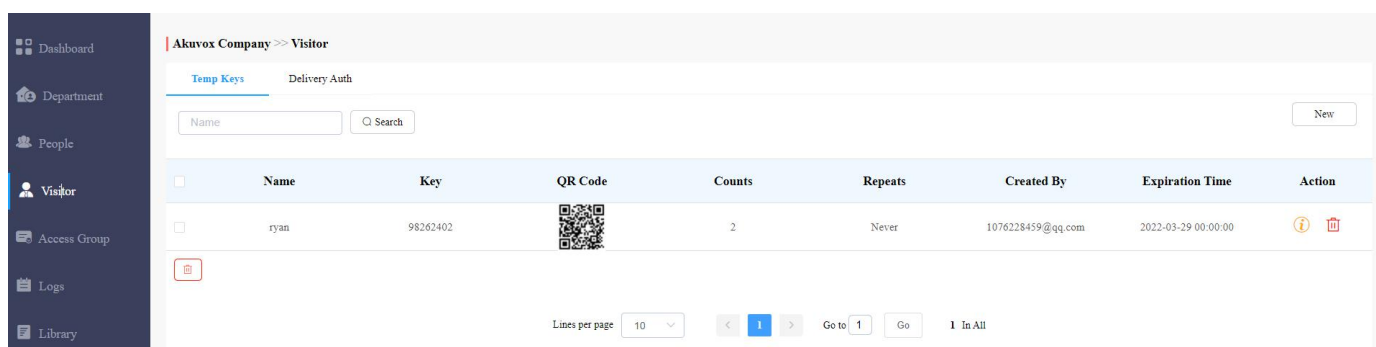 Dashboard
Department
People
Visitor
Access Group
Logs
Library
Akuvox Company >> Visitor
Temp Keys Delivery Auth
Name Search New
Name Key QR Code Counts Repeats Created By Expiration Time Action
ryan 98262402 2 Never 1076228459@qq.com 2022-03-29 00:00:00
Lines per page 10 < 1 > Go to 1 Go 1 In All